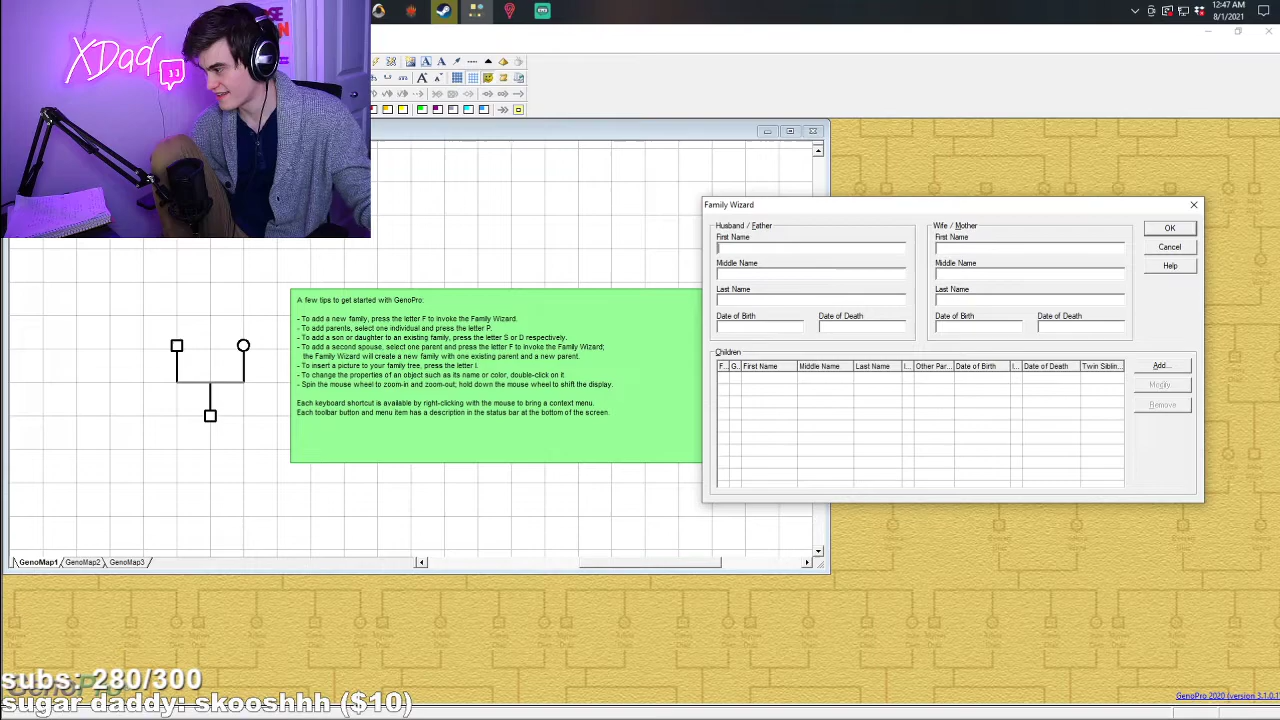 12:47 AM
8/1/2021
XDad
Family Wizard
Husband / Father
Wife / Mother
OK
First Name
First Name
Cancel
Middle Name
Middle Name
Help
Last Name
Last Name
Date of Birth
Date of Death
Date of Birth
Date of Death
Children
F...
G..
First Name
Middle Name
Last Name
I...
Other Par...
Date of Birth
I...
Date of Death
Twin Siblin...
Add...
Modify...
Remove
A few tips to get started with GenoPro:
- To add a new family, press the letter F to invoke the Family Wizard.
- To add parents, select one individual and press the letter P.
- To add a son or daughter to an existing family, press the letter S or D respectively.
- To add a second spouse, select one parent and press the letter F to invoke the Family Wizard;
the Family Wizard will create a new family with one existing parent and a new parent.
- To insert a picture to your family tree, press the letter I.
- To change the properties of an object such as its name or color, double-click on it
- Spin the mouse wheel to zoom-in and zoom-out; hold down the mouse wheel to shift the display.
Each keyboard shortcut is available by right-clicking with the mouse to bring a context menu.
Each toolbar button and menu item has a description in the status bar at the bottom of the screen.
GenoMap1
GenoMap2
GenoMap3
subs: 280/300
sugar daddy: skooshhh ($10)
GenoPro 2020 (version 3.1.0.1